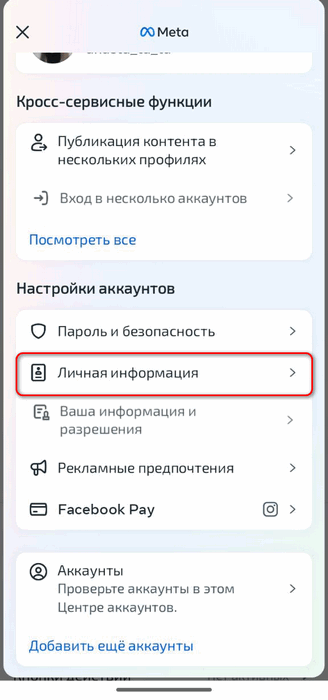 Meta
Кросс-сервисные функции
Публикация контента в
нескольких профилях
Вход в несколько аккаунтов
Посмотреть все
Настройки аккаунтов
Пароль и безопасность
Личная информация
Ваша информация и
разрешения
Рекламные предпочтения
Facebook Pay
Аккаунты
Проверьте аккаунты в этом
Центре аккаунтов.
Добавить ещё аккаунты